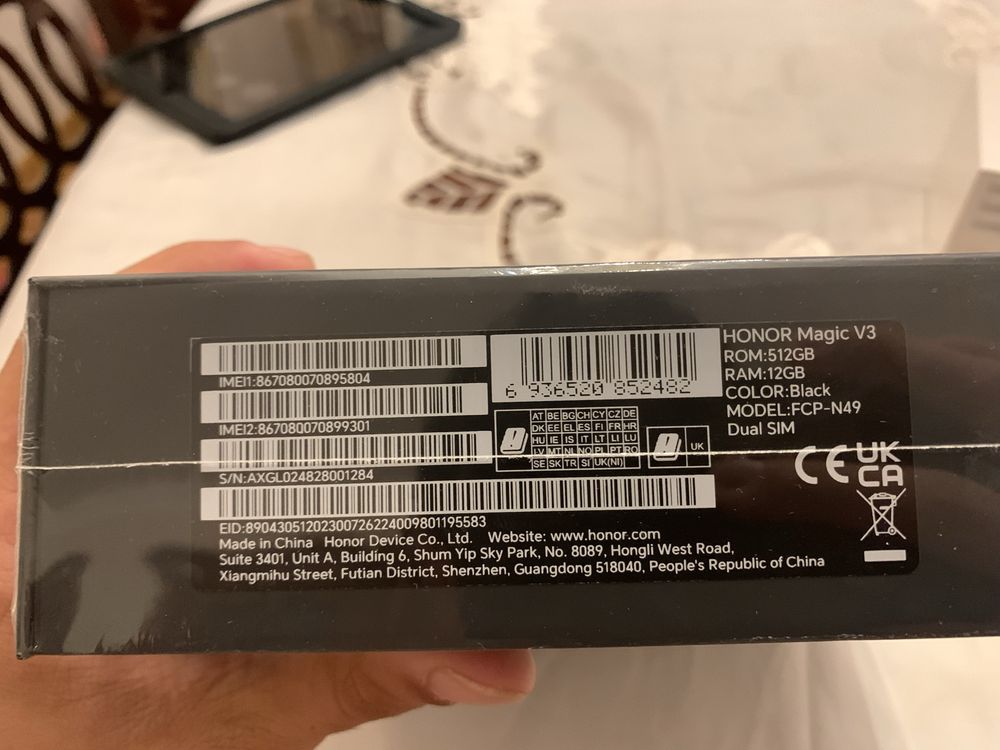 IMEI1:867080070895804
IMEI2:867080070899301
S/N:AXGL024828001284
EID:89043051202300726224009801195583
6 936520 852482
AT BE BG CH CY CZ DE
DK EE EL ES FI FR HR
HU IE IS IT LT LI LU
LV MT NL NO PL PT RO
SE SK TR SI UK(NI)
UK
HONOR Magic V3
ROM:512GB
RAM:12GB
COLOR:Black
MODEL:FCP-N49
Dual SIM
CE UK
CA
Made in China Honor Device Co., Ltd. Website: www.honor.com
Suite 3401, Unit A, Building 6, Shum Yip Sky Park, No. 8089, Hongli West Road,
Xiangmihu Street, Futian District, Shenzhen, Guangdong 518040, People's Republic of China